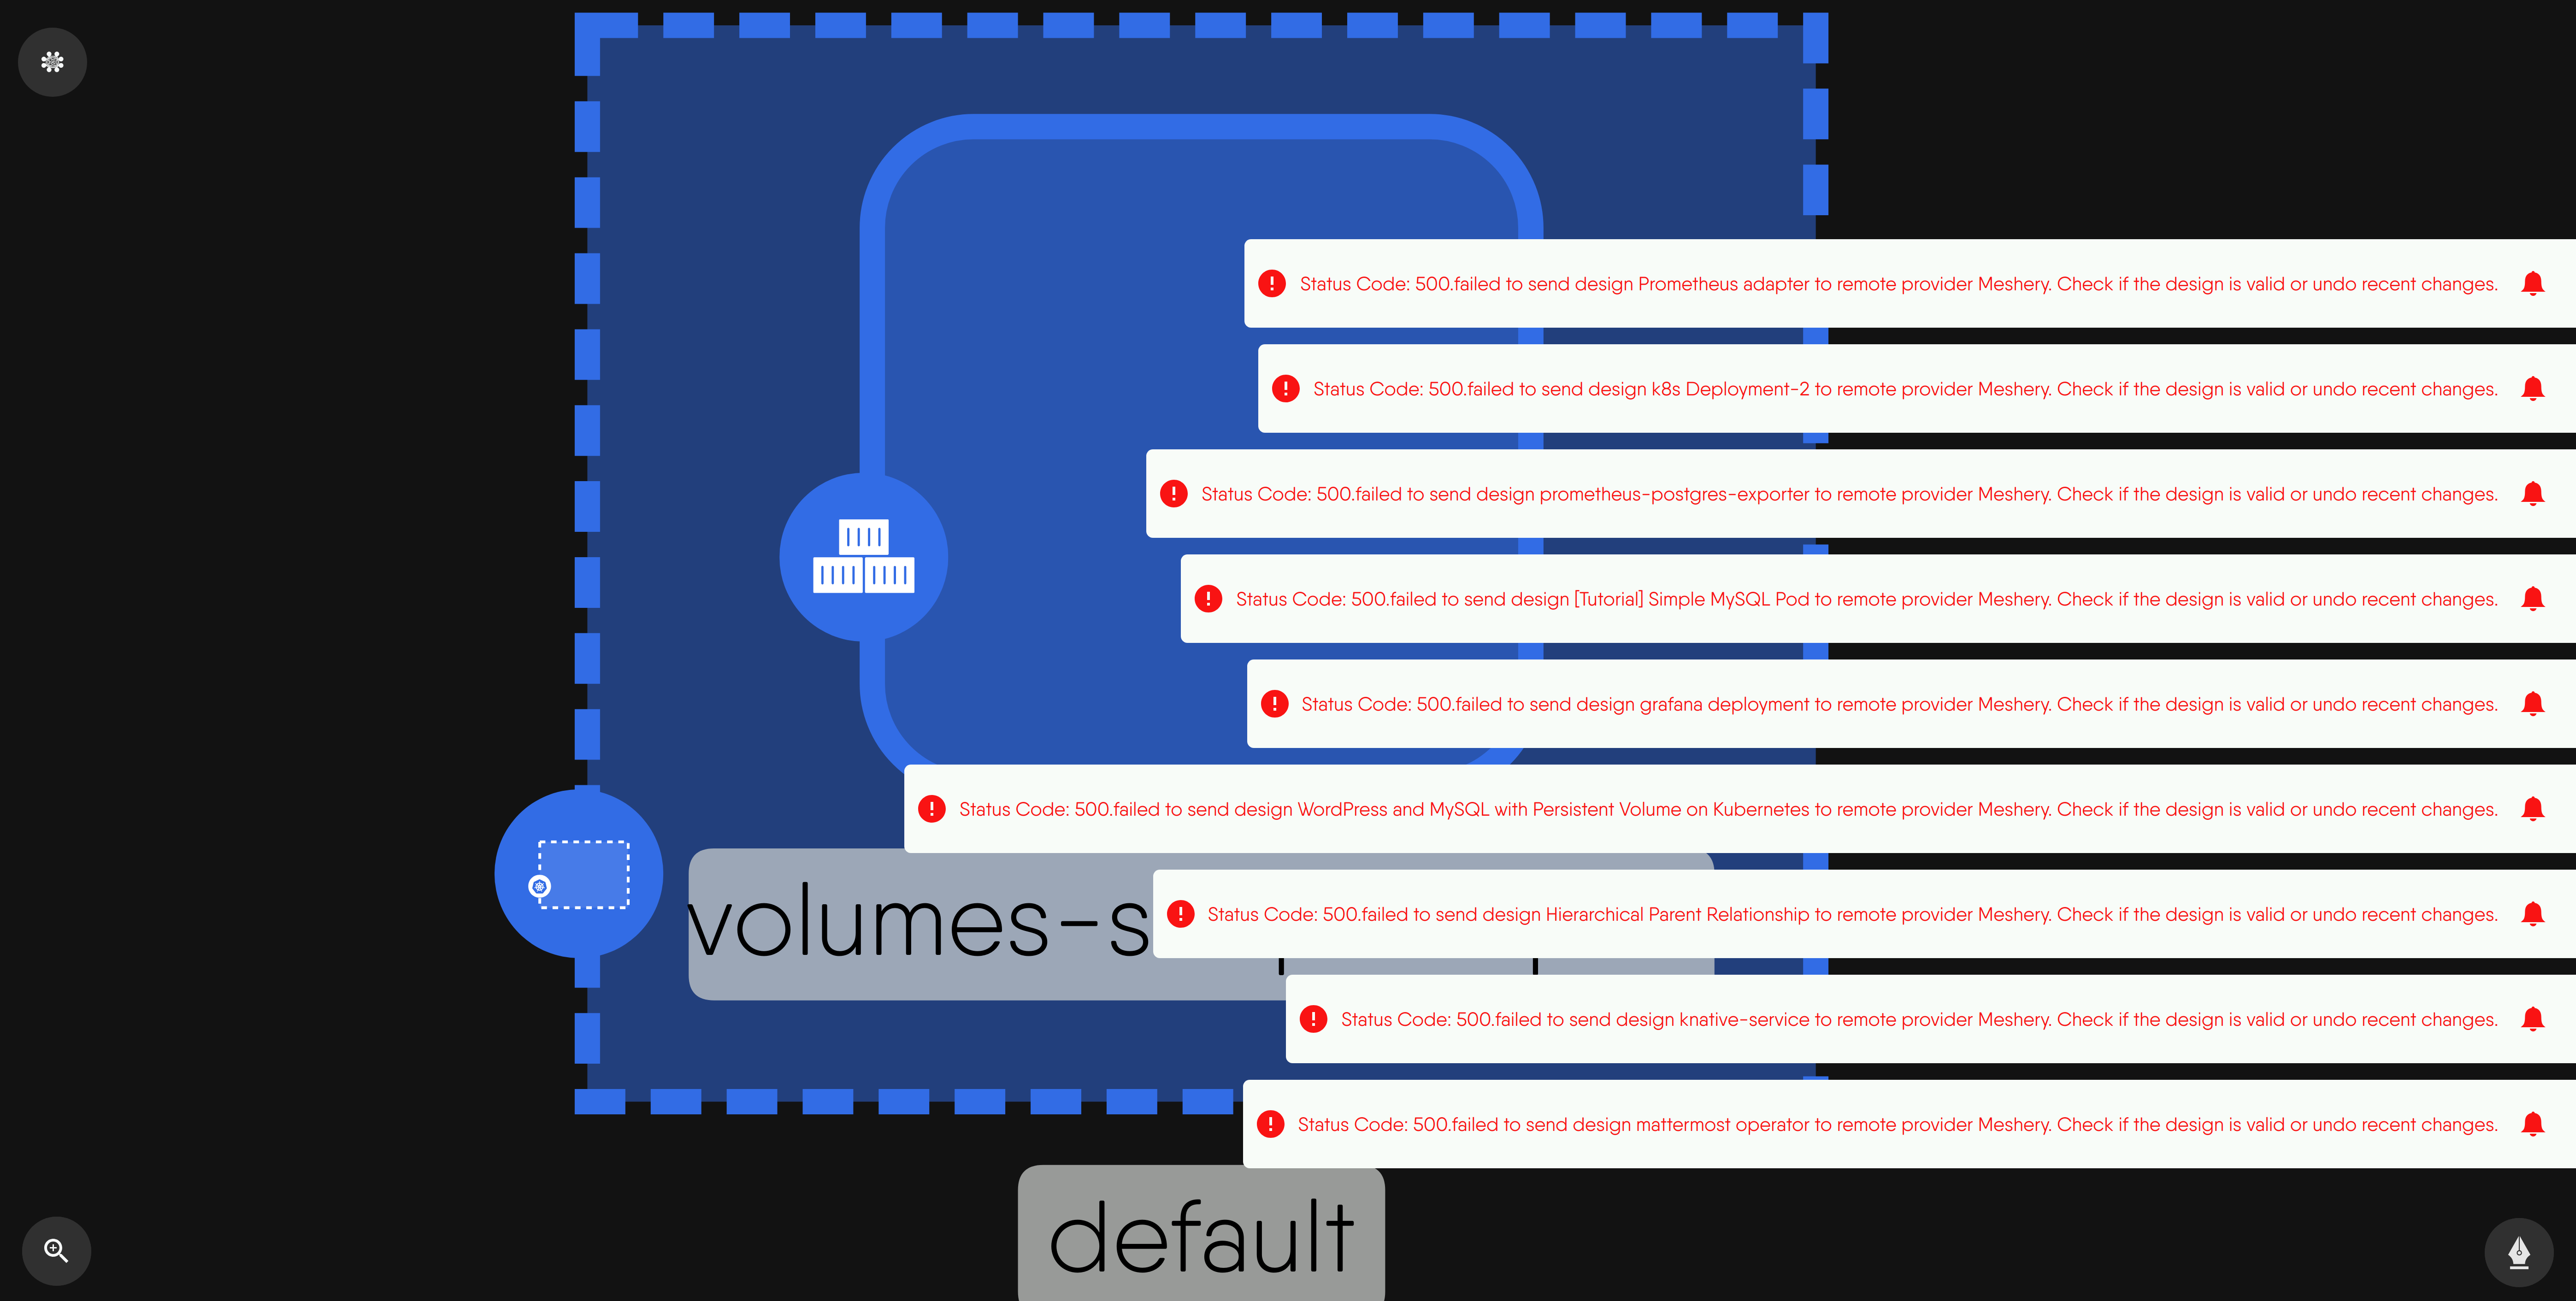 Status Code: 500.failed to send design Prometheus adapter to remote provider Meshery. Check if the design is valid or undo recent changes.
Status Code: 500.failed to send design k8s Deployment-2 to remote provider Meshery. Check if the design is valid or undo recent changes.
Status Code: 500.failed to send design prometheus-postgres-exporter to remote provider Meshery. Check if the design is valid or undo recent changes.
Status Code: 500.failed to send design [Tutorial] Simple MySQL Pod to remote provider Meshery. Check if the design is valid or undo recent changes.
Status Code: 500.failed to send design grafana deployment to remote provider Meshery. Check if the design is valid or undo recent changes.
Status Code: 500.failed to send design WordPress and MySQL with Persistent Volume on Kubernetes to remote provider Meshery. Check if the design is valid or undo recent changes.
Status Code: 500.failed to send design Hierarchical Parent Relationship to remote provider Meshery. Check if the design is valid or undo recent changes.
volumes-s
Status Code: 500.failed to send design knative-service to remote provider Meshery. Check if the design is valid or undo recent changes.
Status Code: 500.failed to send design mattermost operator to remote provider Meshery. Check if the design is valid or undo recent changes.
default